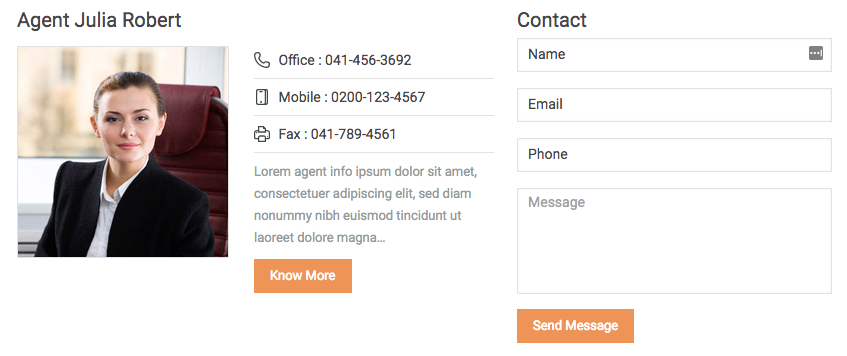 Agent Julia Robert
Office : 041-456-3692
Mobile : 0200-123-4567
Fax : 041-789-4561
Lorem agent info ipsum dolor sit amet,
consectetuer adipiscing elit, sed diam
nonummy nibh euismod tincidunt ut
laoreet dolore magna...
Know More
Contact
Name
Email
Phone
Message
Send Message